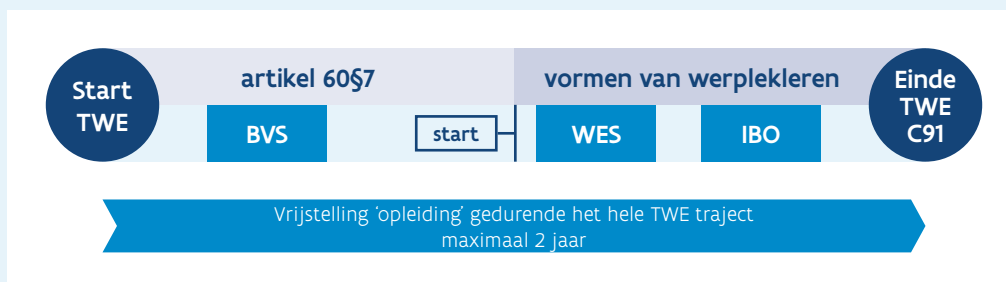 Start
TWE
artikel 60§7
vormen van werplekleren
Einde
TWE
C91
BVS
start
WES
IBO
Vrijstelling ‘opleiding’ gedurende het hele TWE traject
maximaal 2 jaar